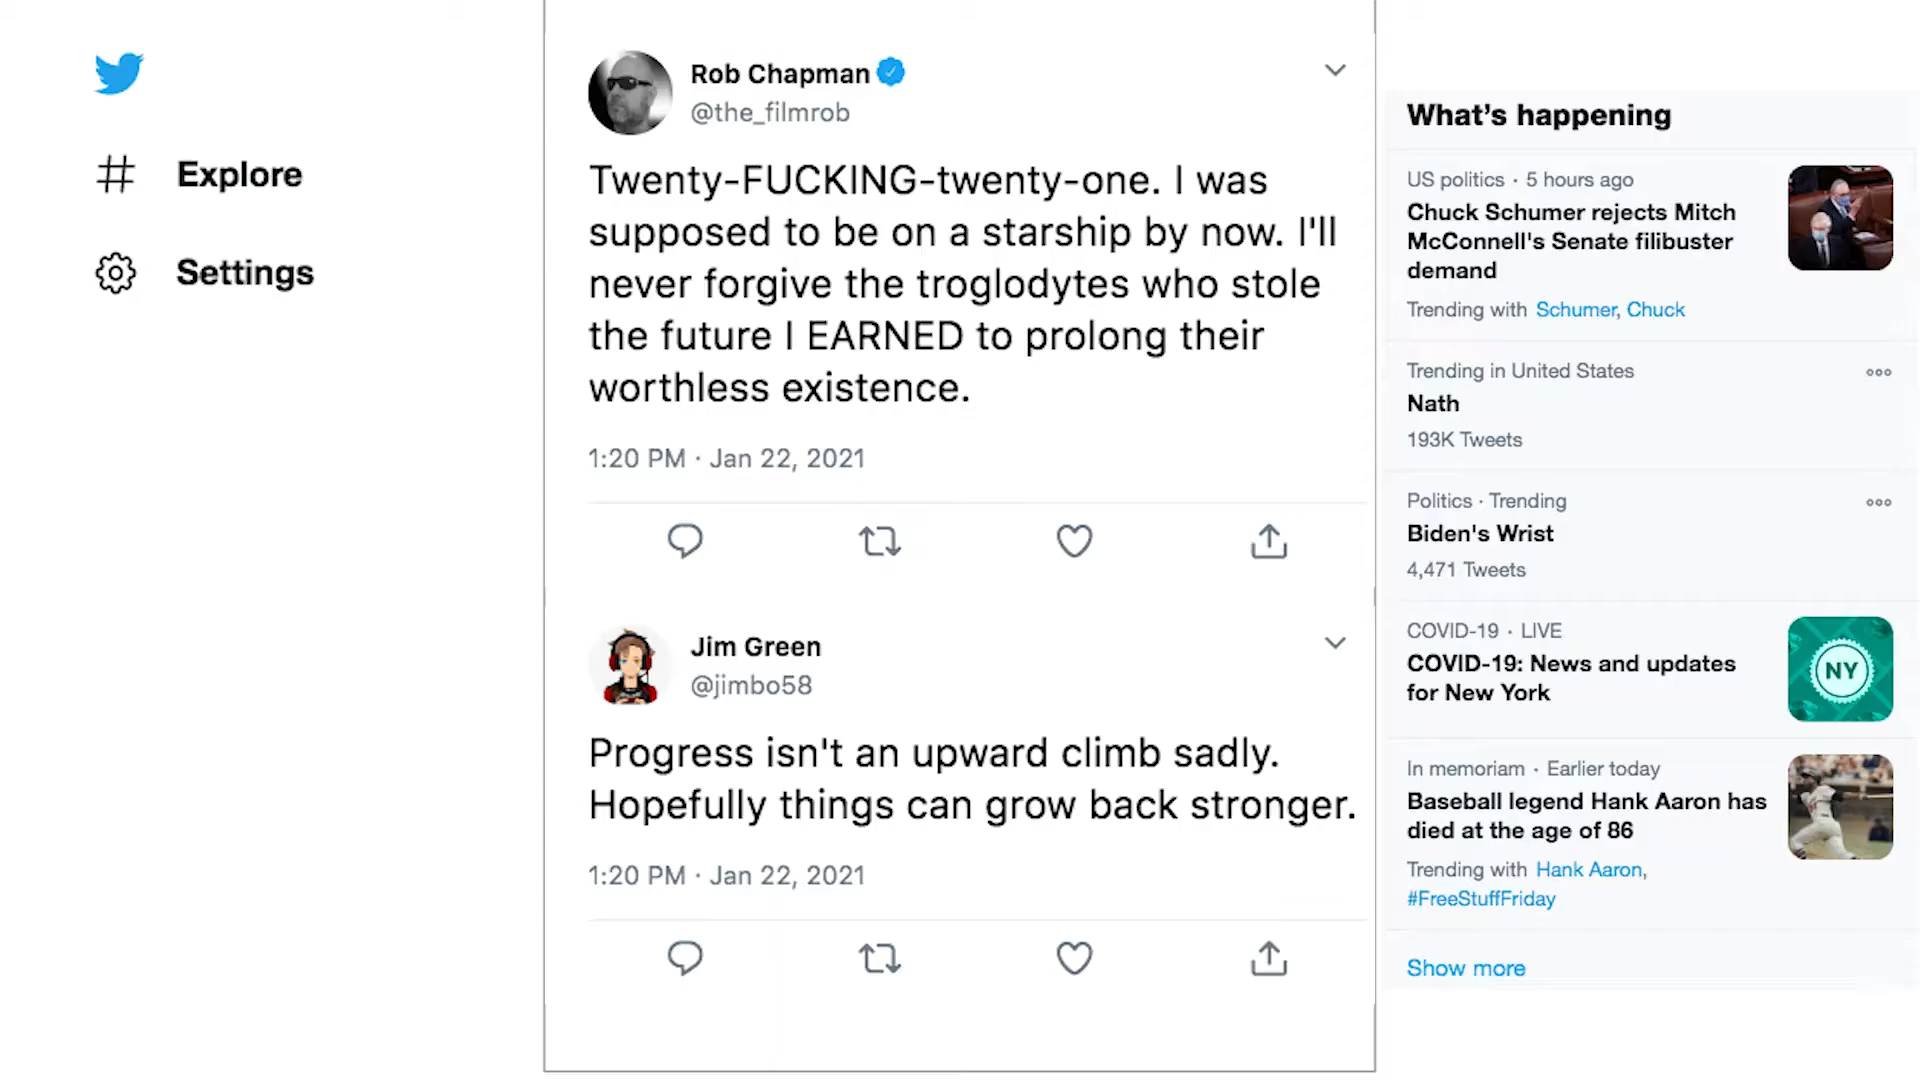 Explore
Settings
Rob Chapman
@the_filmrob
Twenty-FUCKING-twenty-one. I was
supposed to be on a starship by now. I'll
never forgive the troglodytes who stole
the future I EARNED to prolong their
worthless existence.
1:20 PM · Jan 22, 2021
Jim Green
@jimbo58
Progress isn't an upward climb sadly.
Hopefully things can grow back stronger.
1:20 PM · Jan 22, 2021
What's happening
US politics · 5 hours ago
Chuck Schumer rejects Mitch
McConnell's Senate filibuster
demand
Trending with Schumer, Chuck
Trending in United States
Nath
193K Tweets
Politics · Trending
Biden's Wrist
4,471 Tweets
COVID-19 · LIVE
COVID-19: News and updates
for New York
NY
In memoriam · Earlier today
Baseball legend Hank Aaron has
died at the age of 86
Trending with Hank Aaron,
#FreeStuffFriday
Show more